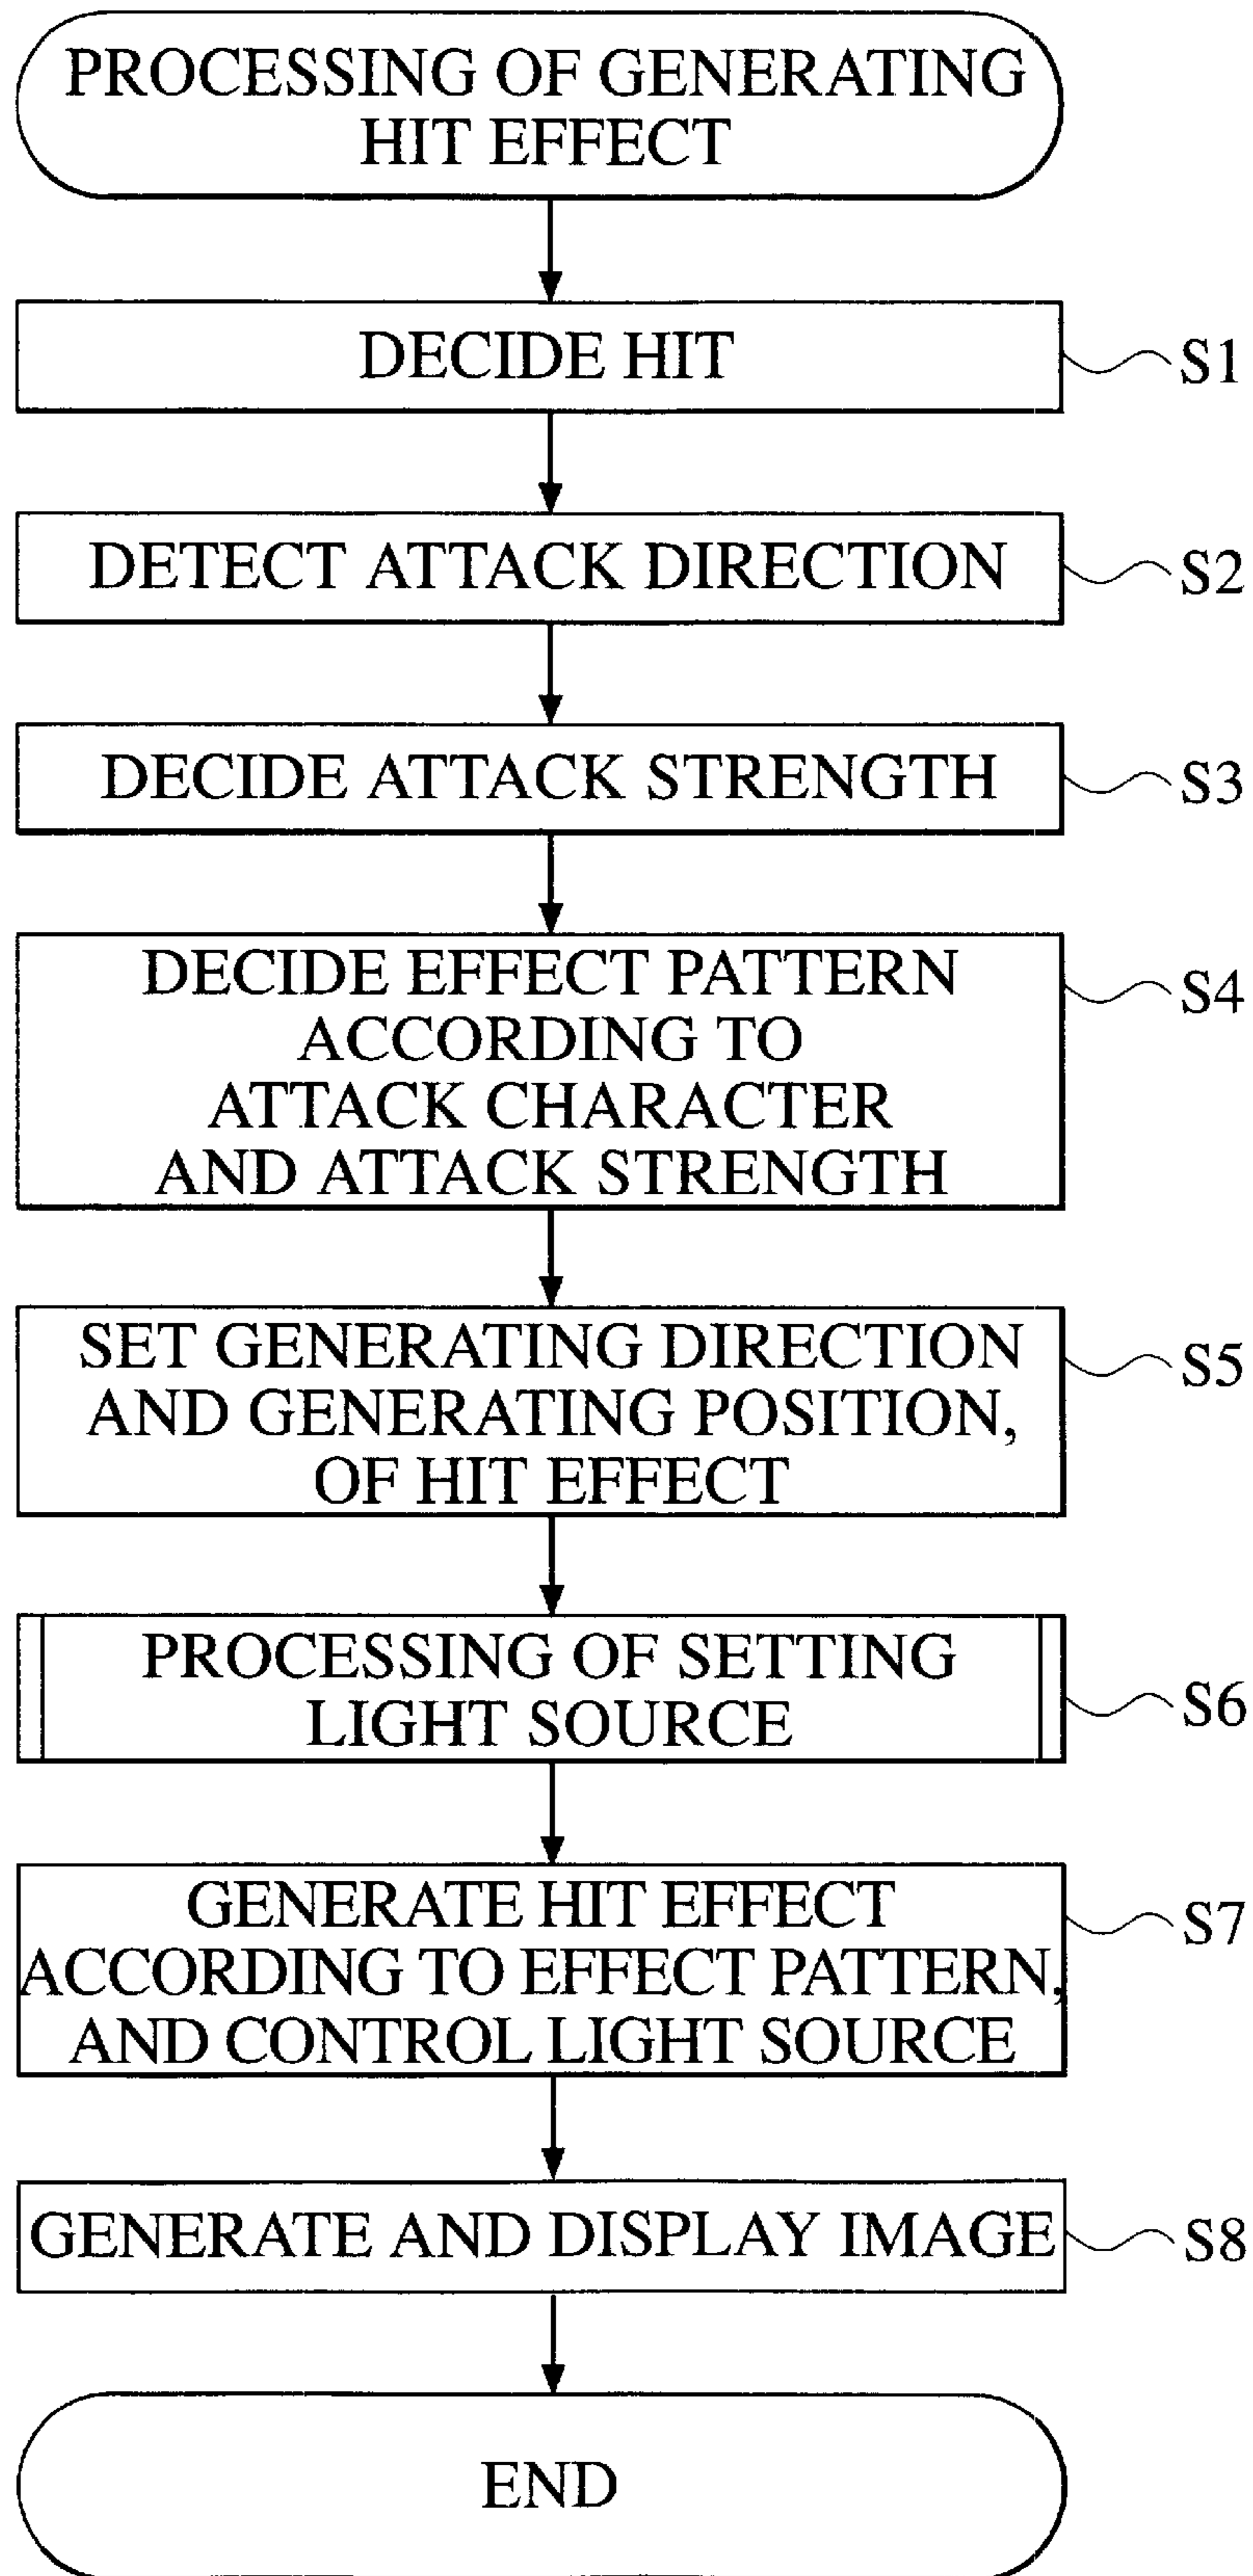 PROCESSING OF GENERATING
HIT EFFECT
DECIDE HIT
S1
DETECT ATTACK DIRECTION
S2
DECIDE ATTACK STRENGTH
S3
DECIDE EFFECT PATTERN
ACCORDING TO
ATTACK CHARACTER
AND ATTACK STRENGTH
S4
SET GENERATING DIRECTION
AND GENERATING POSITION,
OF HIT EFFECT
S5
PROCESSING OF SETTING
LIGHT SOURCE
S6
GENERATE HIT EFFECT
ACCORDING TO EFFECT PATTERN,
AND CONTROL LIGHT SOURCE
S7
GENERATE AND DISPLAY IMAGE
S8
END